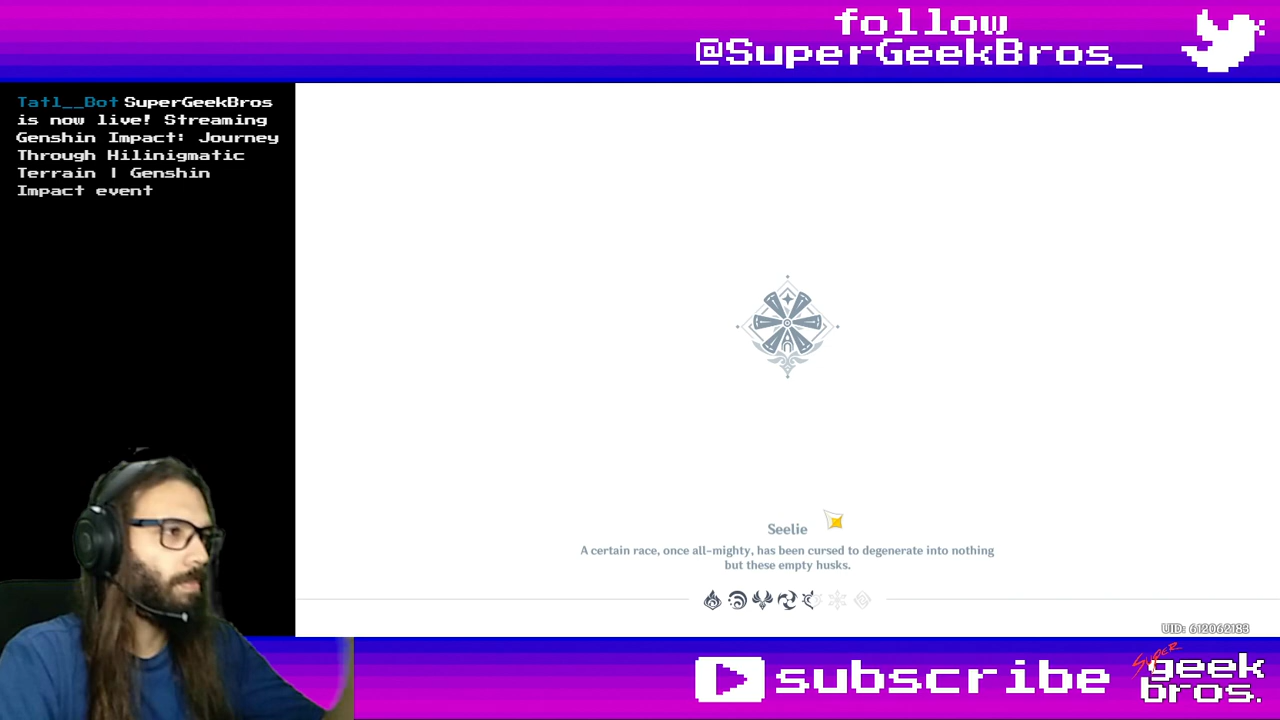 follow
@SuperGeekBros_
Tatl__Bot SuperGeekBros
is now live! Streaming
Genshin Impact: Journey
Through Hilinigmatic
Terrain | Genshin
Impact event
Seelie
A certain race, once all-mighty, has been cursed to degenerate into nothing
but these empty husks.
UID: 612062183
subscribe
SUPER
geek
bros.